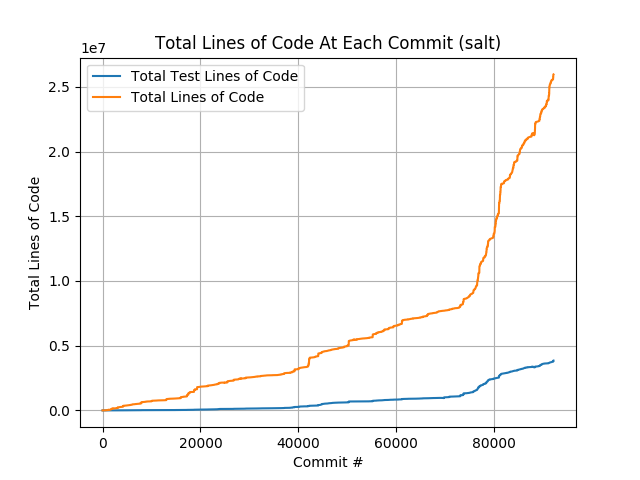 Total Lines of Code At Each Commit (salt)
1e7
Total Test Lines of Code
Total Lines of Code
2.5
2.0
1.5
1.0
0.5
0.0
Total Lines of Code
0 20000 40000 60000 80000
Commit #